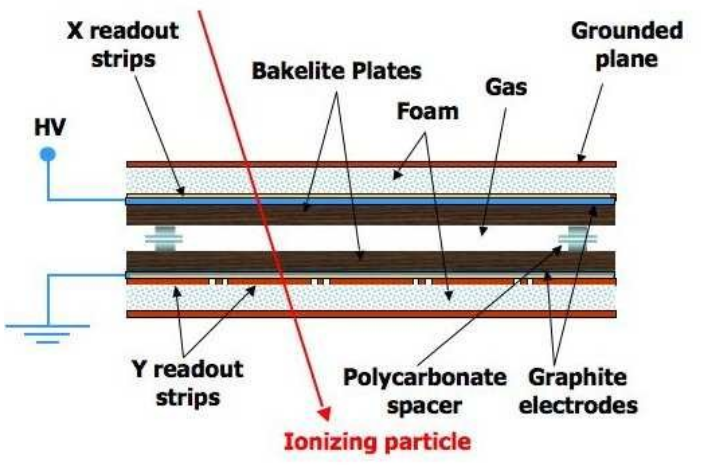 X readout
strips
Bakelite Plates
Foam
Gas
Grounded
plane
HV
Y readout
strips
Polycarbonate
spacer
Graphite
electrodes
Ionizing particle